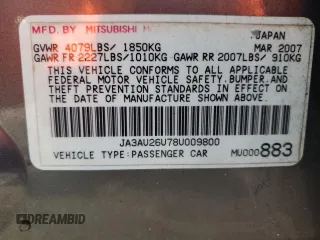 MFD. BY MITSUBISHI
JAPAN
GVWR 4079LBS/ 1850KG MAR 2007
GAWR FR 2227LBS/1010KG GAWR RR 2007LBS/ 910KG
THIS VEHICLE CONFORMS TO ALL APPLICABLE
FEDERAL MOTOR VEHICLE SAFETY,BUMPER,AND
THEFT PREVENTION STANDARDS IN EFFECT ON
THE DATE OF MANUFACTURE SHOWN ABOVE.
JA3AU26U78U009800
VEHICLE TYPE:PASSENGER CAR MU000883
DREAMBID